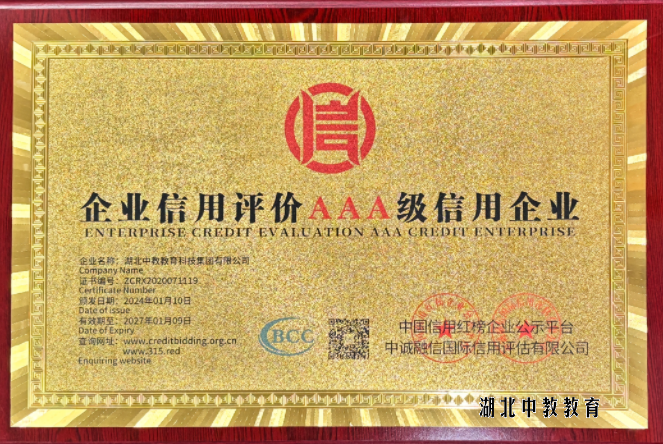 信
企业信用评价AAA级信用企业
ENTERPRISE CREDIT EVALUATION AAA CREDIT ENTERPRISE
企业名称：湖北中教教育科技集团有限公司
Company Name
证书编号：ZCRX2020071119
Certificate Number
颁发日期：2024年01月10日
Date of issue
有效期至：2027年01月09日
Date of Expiry
查询网址：www.creditbidding.org.cn
www.315.red
Enquiring website
BCC
中国信用红榜企业公示平台
中诚融信国际信用评估有限公司
湖北中教教育